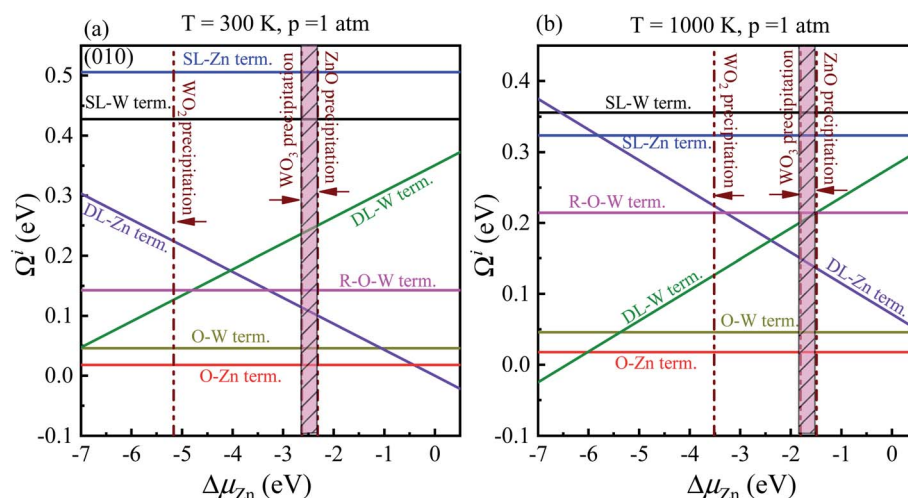 (a)
T = 300 K, p =1 atm
(010)
SL-Zn term.
SL-W term.
WO2 precipitation
WO3 precipitation
ZnO precipitation
DL-Zn term.
DL-W term.
R-O-W term.
O-W term.
O-Zn term.
0.5
0.4
0.3
0.2
0.1
0.0
-0.1
Ωi (eV)
-7 -6 -5 -4 -3 -2 -1 0
ΔμZn (eV)
(b)
T = 1000 K, p =1 atm
SL-W term.
SL-Zn term.
WO2 precipitation
WO3 precipitation
ZnO precipitation
R-O-W term.
DL-W term.
DL-Zn term.
O-W term.
O-Zn term.
0.4
0.3
0.2
0.1
0.0
-0.1
Ωi (eV)
-7 -6 -5 -4 -3 -2 -1 0
ΔμZn (eV)